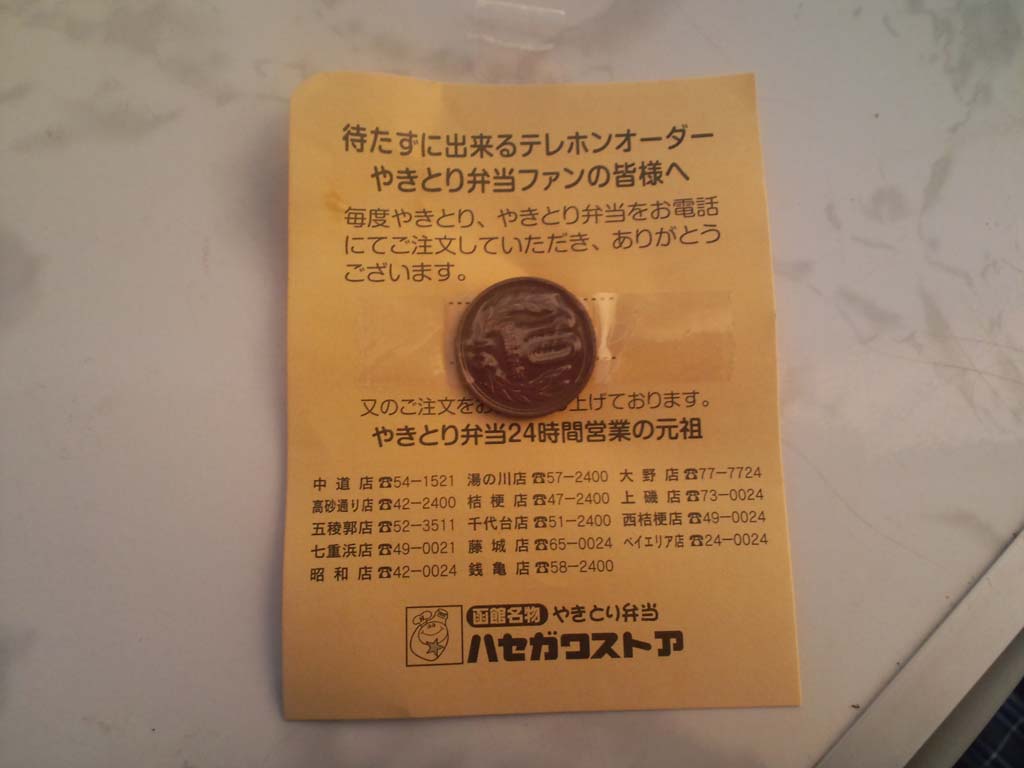 待たずに出来るテレホンオーダー
やきとり弁当ファンの皆様へ
毎度やきとり、やきとり弁当をお電話
にてご注文していただき、ありがとう
ございます。
又のご注文をお上げております。
やきとり弁当24時間営業の元祖
中道店☎54-1521 湯の川店☎57-2400 大野店☎77-7724
高砂通り店☎42-2400 桔梗店☎47-2400 上磯店☎73-0024
五稜郭店☎52-3511 千代台店☎51-2400 西桔梗店☎49-0024
七重浜店☎49-0021 藤城店☎65-0024 ベイエリア店☎24-0024
昭和店☎42-0024 銭亀店☎58-2400
函館名物 やきとり弁当
ハセガワストア